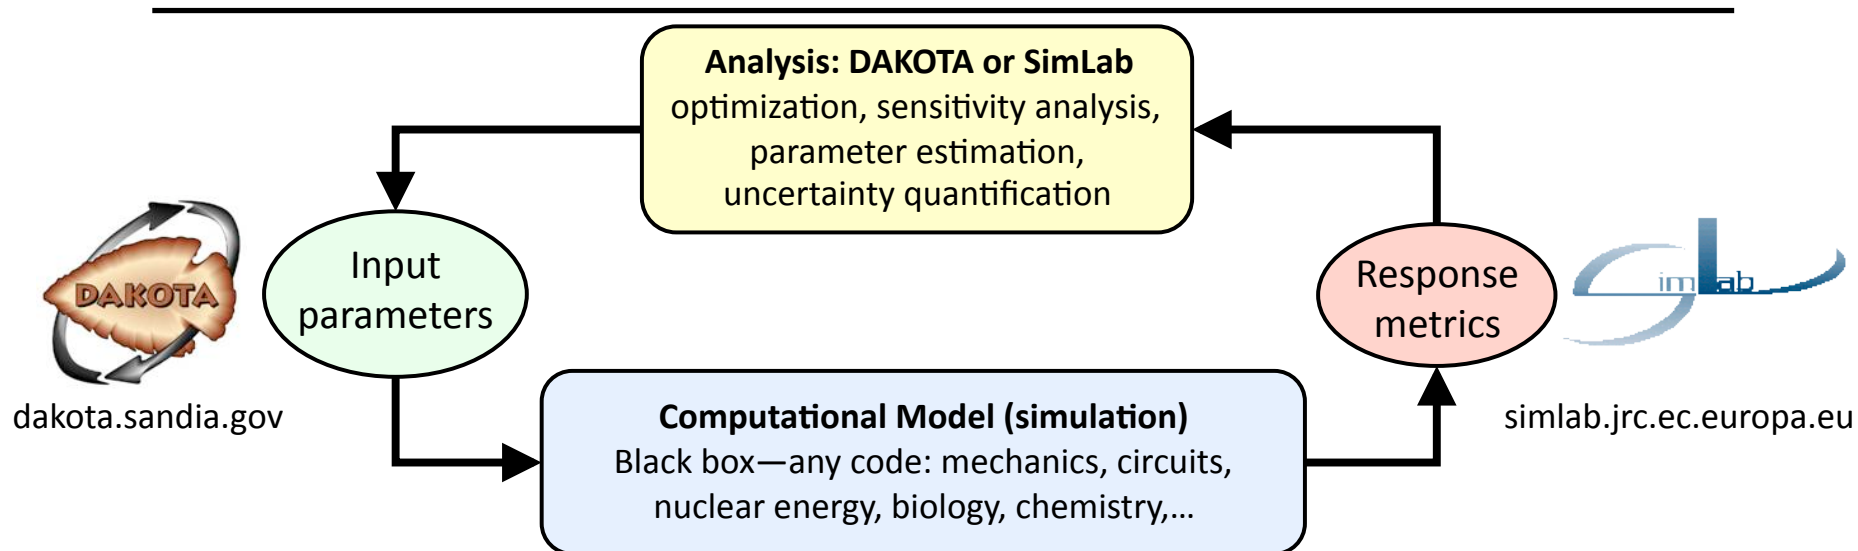 Analysis: DAKOTA or SimLab
optimization, sensitivity analysis,
parameter estimation,
uncertainty quantification
Input
parameters
Response
metrics
DAKOTA
imLab
dakota.sandia.gov
simlab.jrc.ec.europa.eu
Computational Model (simulation)
Black box—any code: mechanics, circuits,
nuclear energy, biology, chemistry,...